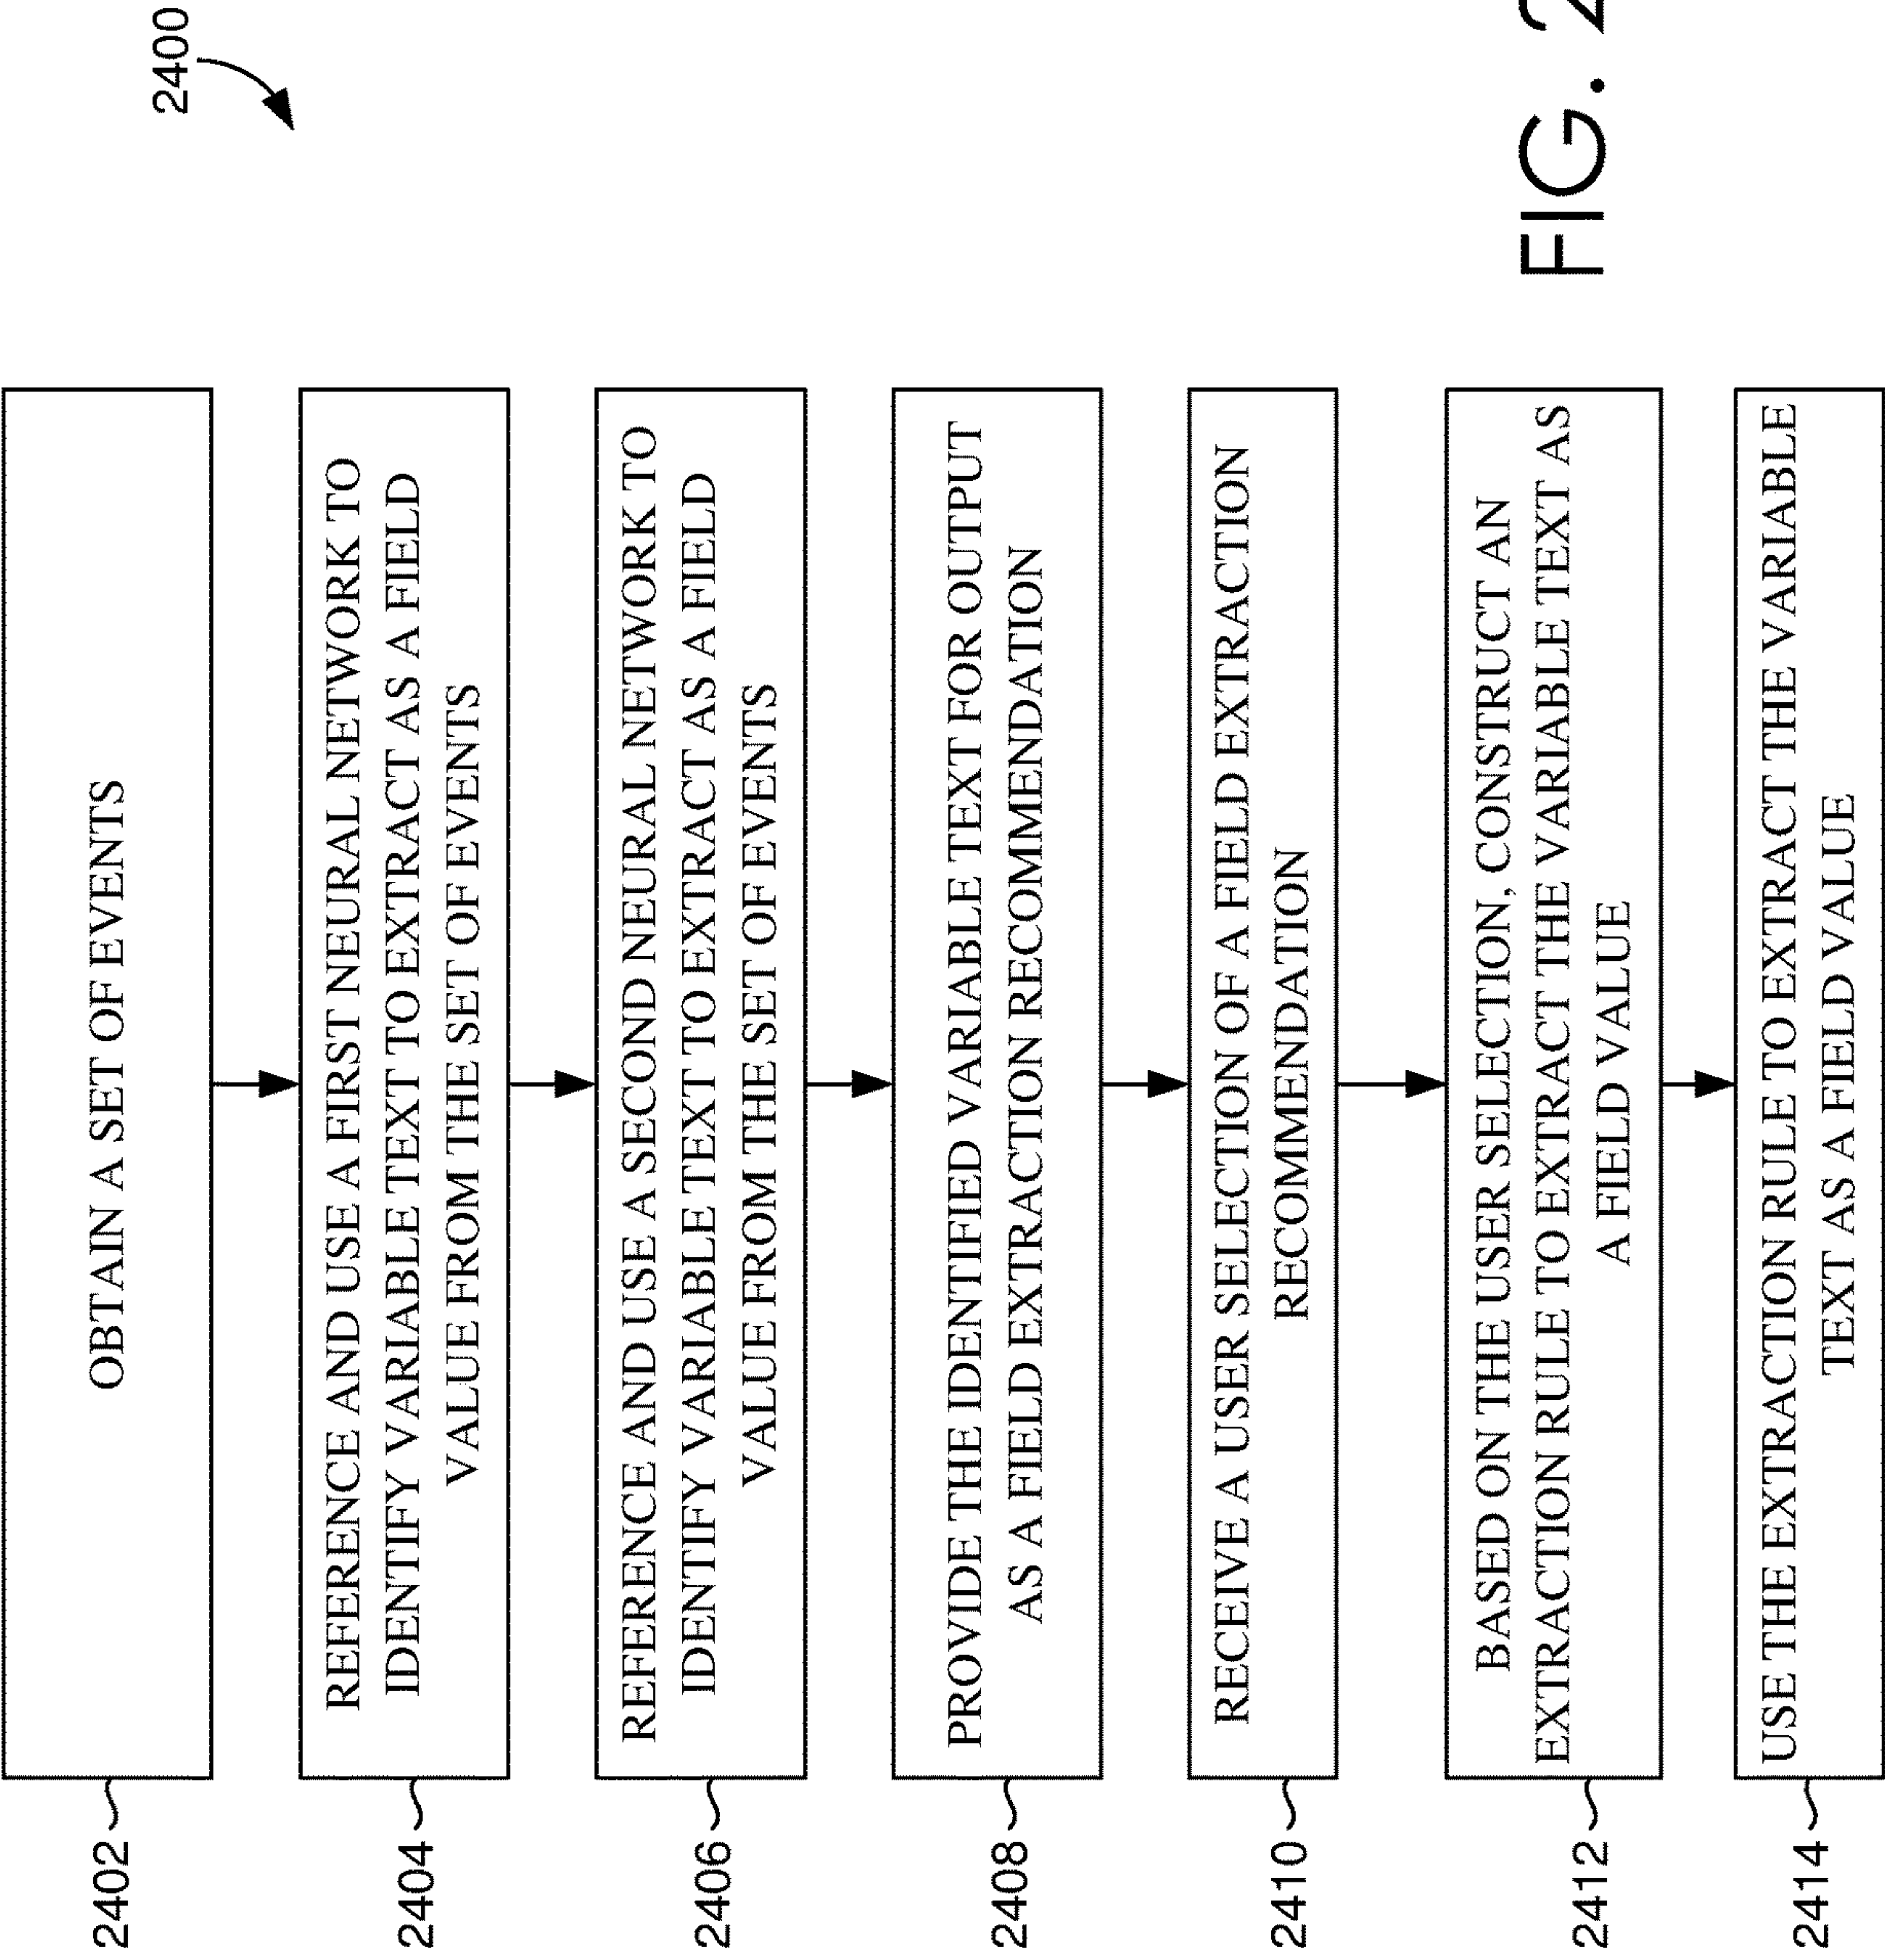 2400
2402
OBTAIN A SET OF EVENTS
2404
REFERENCE AND USE A FIRST NEURAL NETWORK TO
IDENTIFY VARIABLE TEXT TO EXTRACT AS A FIELD
VALUE FROM THE SET OF EVENTS
2406
REFERENCE AND USE A SECOND NEURAL NETWORK TO
IDENTIFY VARIABLE TEXT TO EXTRACT AS A FIELD
VALUE FROM THE SET OF EVENTS
2408
PROVIDE THE IDENTIFIED VARIABLE TEXT FOR OUTPUT
AS A FIELD EXTRACTION RECOMMENDATION
2410
RECEIVE A USER SELECTION OF A FIELD EXTRACTION
RECOMMENDATION
2412
BASED ON THE USER SELECTION, CONSTRUCT AN
EXTRACTION RULE TO EXTRACT THE VARIABLE TEXT AS
A FIELD VALUE
2414
USE THE EXTRACTION RULE TO EXTRACT THE VARIABLE
TEXT AS A FIELD VALUE
FIG.